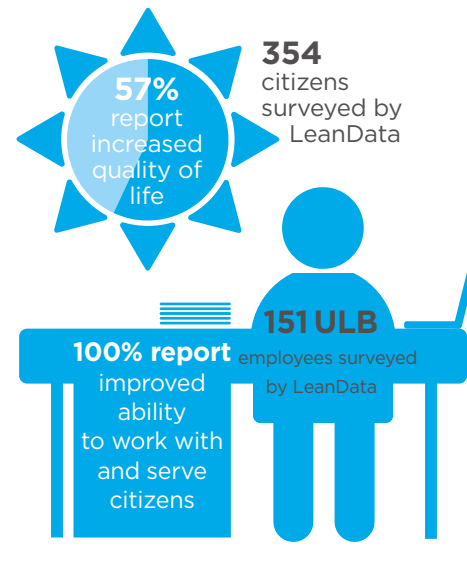 57%
report
increased
quality of
life
354
citizens
surveyed by
LeanData
151 ULB
employees surveyed
by LeanData
100% report
improved
ability
to work with
and serve
citizens